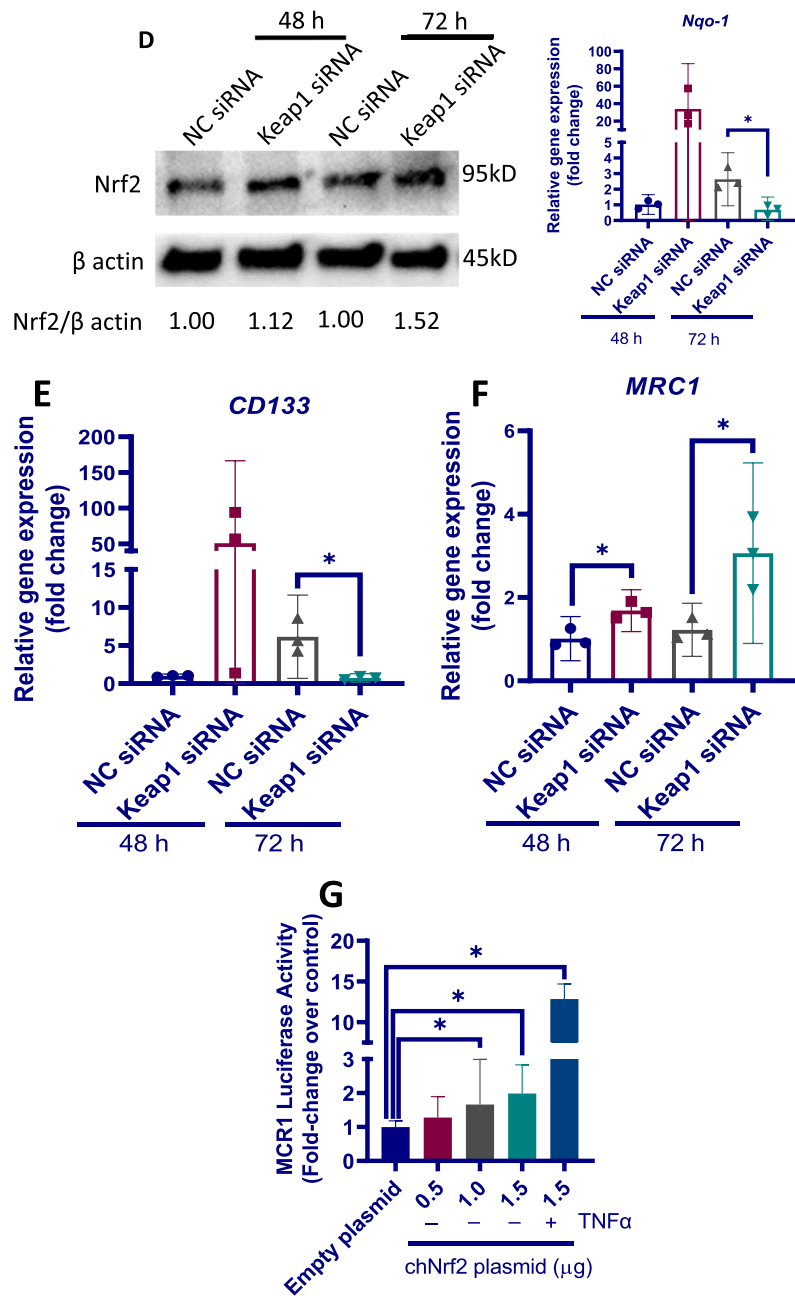 D
48 h
72 h
NC siRNA
Keap1 siRNA
NC siRNA
Keap1 siRNA
Nrf2
95kD
β actin
45kD
Nrf2/β actin
1.00
1.12
1.00
1.52
Nqo-1
Relative gene expression
(fold change)
100
80
60
40
20
5
4
3
2
1
0
*
NC siRNA
Keap1 siRNA
NC siRNA
Keap1 siRNA
48 h
72 h
E
CD133
Relative gene expression
(fold change)
200
150
100
50
15
10
5
0
*
NC siRNA
Keap1 siRNA
NC siRNA
Keap1 siRNA
48 h
72 h
F
MRC1
Relative gene expression
(fold change)
6
4
2
0
*
*
NC siRNA
Keap1 siRNA
NC siRNA
Keap1 siRNA
48 h
72 h
G
MCR1 Luciferase Activity
(Fold-change over control)
20
15
10
3
2
1
0
*
*
*
Empty plasmid
0.5
1.0
1.5
1.5
– – – + TNFα
chNrf2 plasmid (μg)